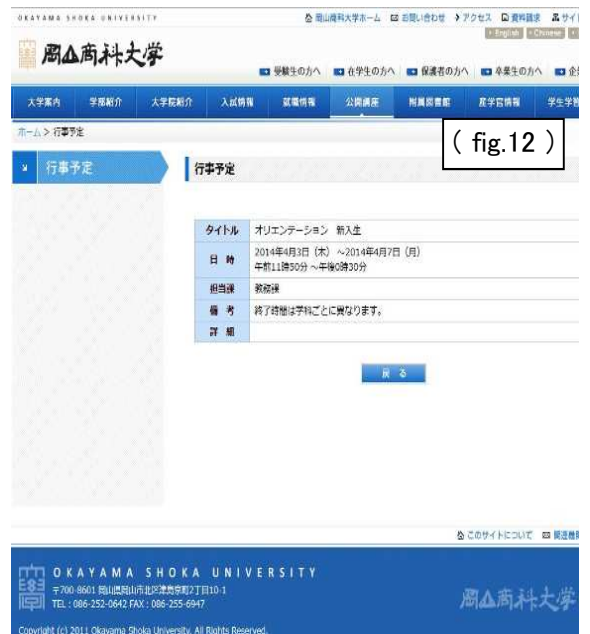 OKAYAMA SHOKA UNIVERSITY
岡山商科大学ホーム お問い合わせ アクセス 資料請求 サイ
English Chinese
岡山商科大学
受験生の方へ 在学生の方へ 保護者の方へ 卒業生の方へ 企
大学案内 学部紹介 大学院紹介 入試情報 就職情報 公開講座 附属図書館 産学官情報 学生学
ホーム > 行事予定
( fig.12 )
行事予定
行事予定
タイトル オリエンテーション 新入生
日 時 2014年4月3日（木）～2014年4月7日（月）
午前11時50分～午後0時30分
担当課 教務課
備 考 終了時間は学科ごとに異なります。
詳 細
戻 る
このサイトについて 関連機
OKAYAMA SHOKA UNIVERSITY
〒700-8601 岡山県岡山市北区津島京町2丁目10-1
TEL : 086-252-0642 FAX : 086-255-6947
岡山商科大学
Copyright (c) 2011 Okayama Shoka University. All Rights Reserved.